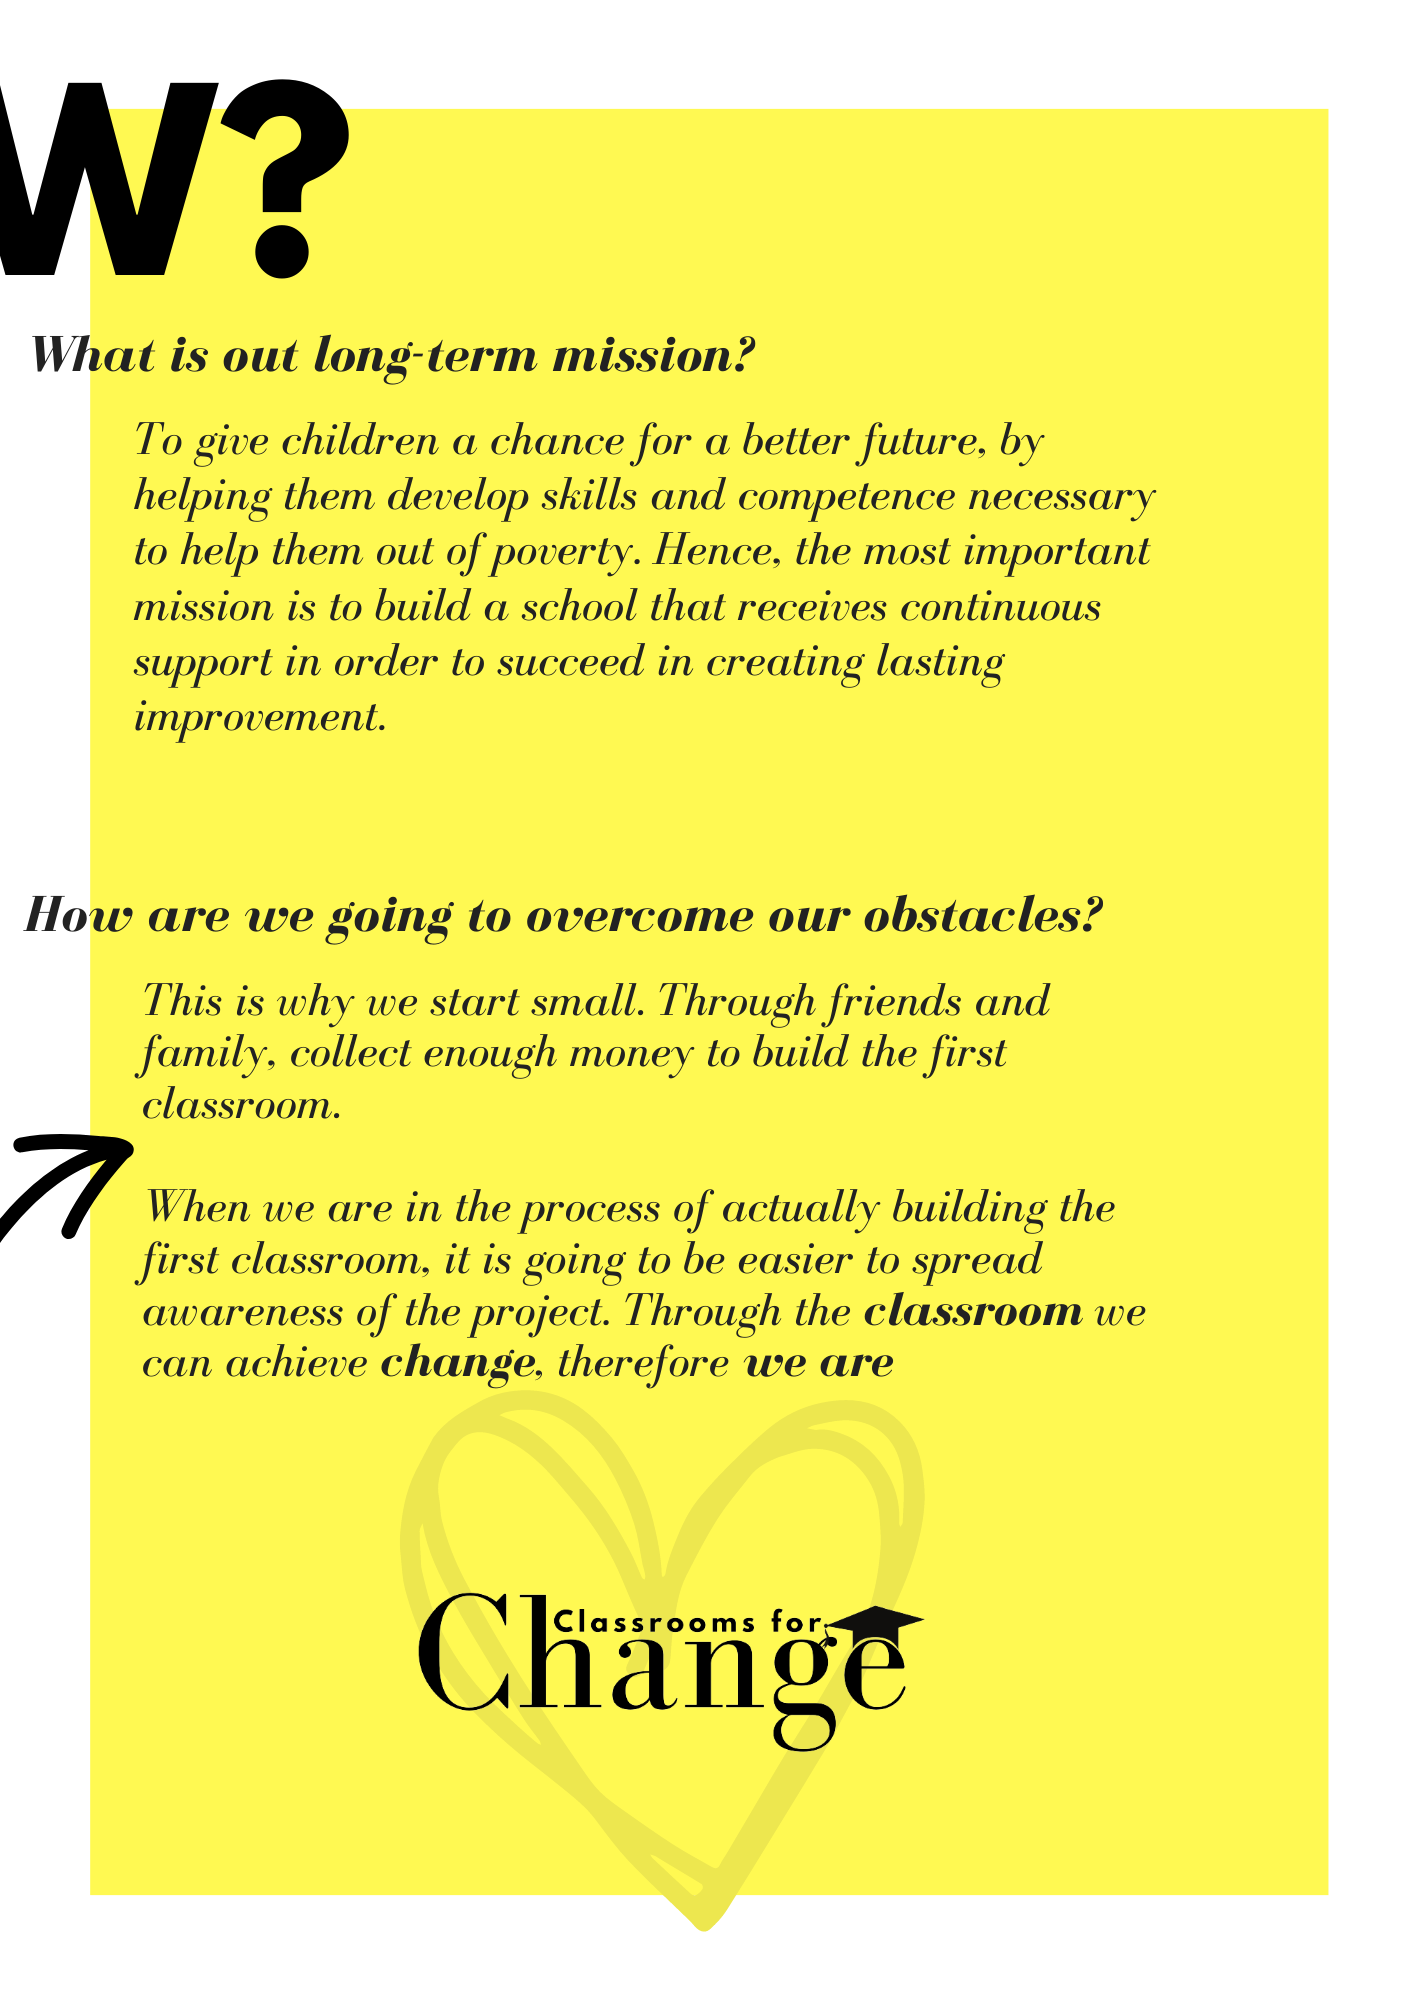 W?
What is out long-term mission?
To give children a chance for a better future, by
helping them develop skills and competence necessary
to help them out of poverty. Hence, the most important
mission is to build a school that receives continuous
support in order to succeed in creating lasting
improvement.
How are we going to overcome our obstacles?
This is why we start small. Through friends and
family, collect enough money to build the first
classroom.
When we are in the process of actually building the
first classroom, it is going to be easier to spread
awareness of the project. Through the classroom we
can achieve change, therefore we are
Classrooms for
Change